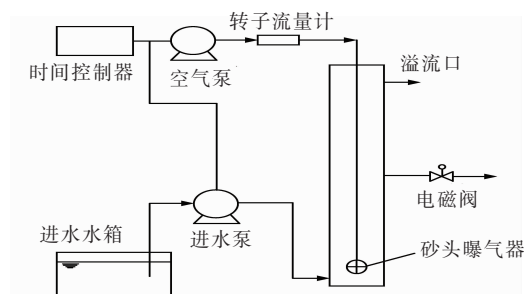 转子流量计
时间控制器
空气泵
溢流口
电磁阀
进水水箱
进水泵
砂头曝气器